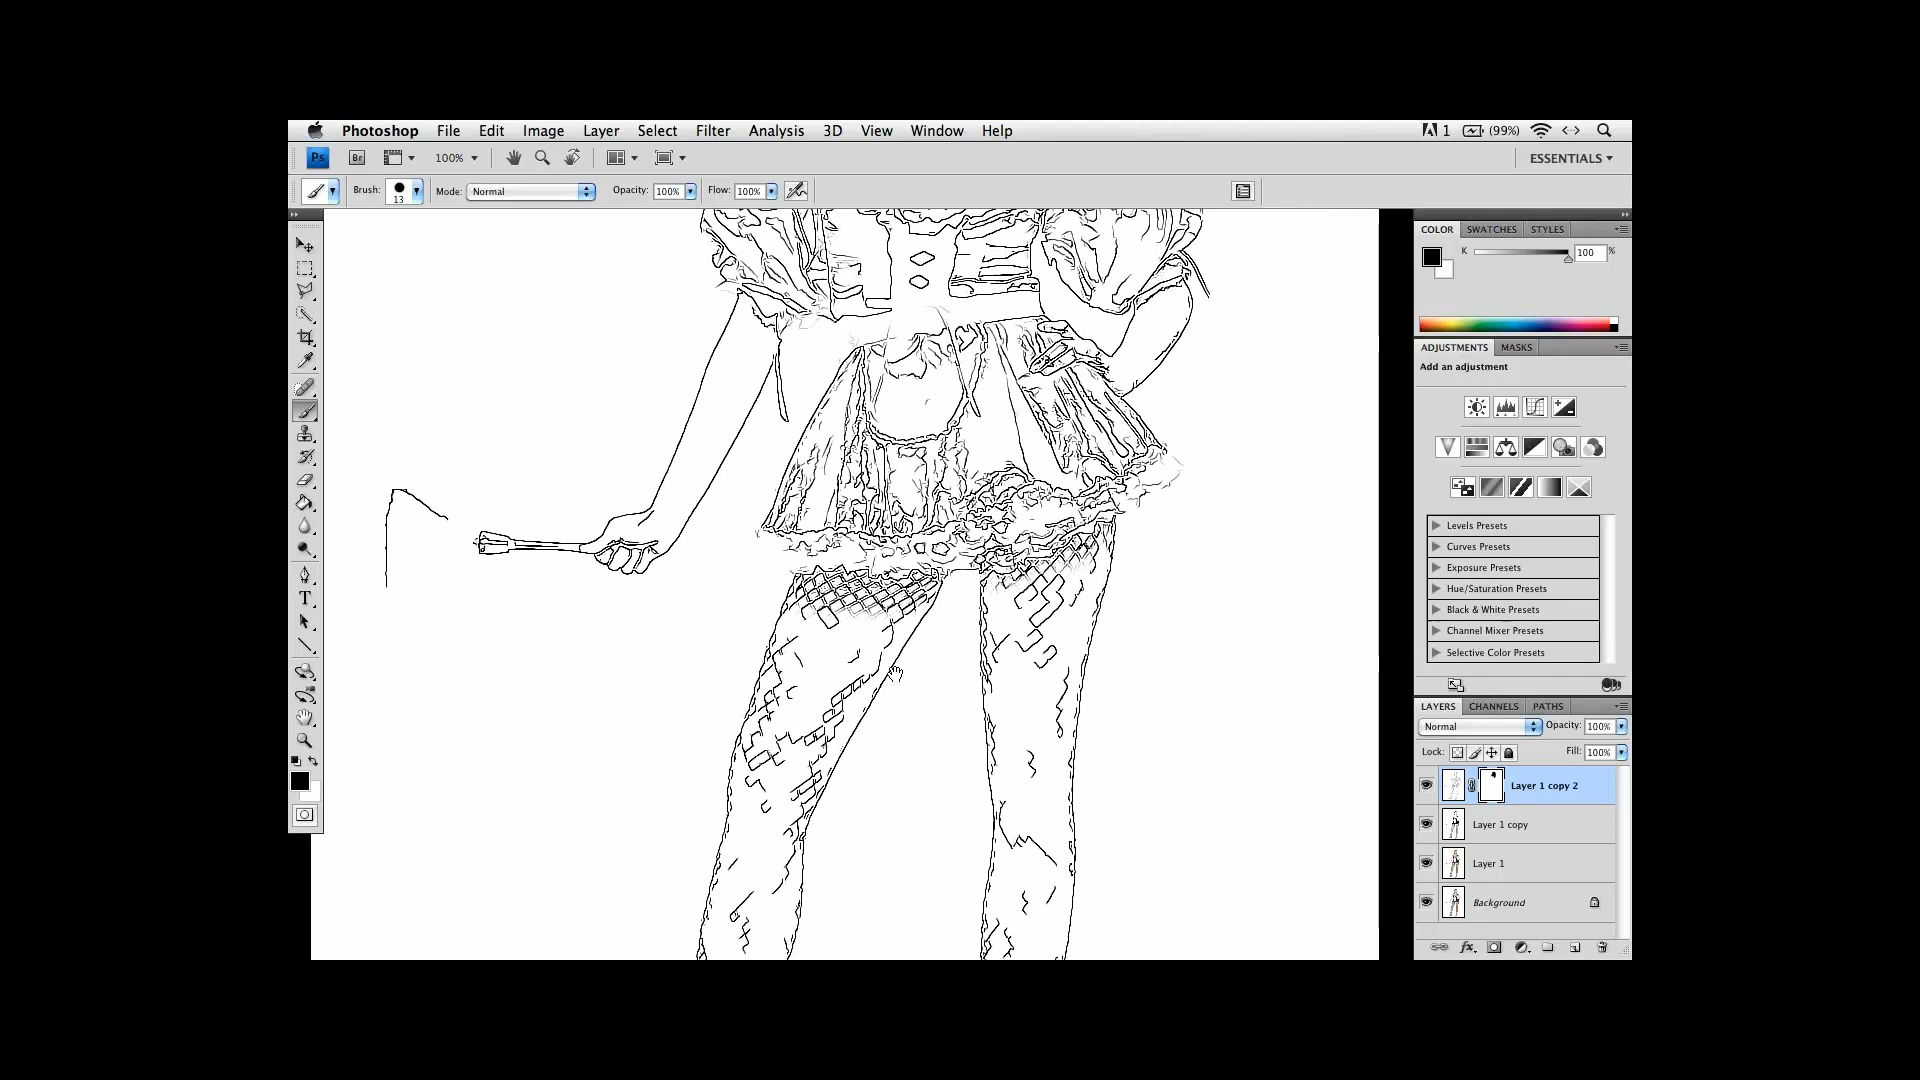 Photoshop File Edit Image Layer Select Filter Analysis 3D View Window Help 1 (99%)
Ps Br 100% ESSENTIALS
Brush: 13 Mode: Normal Opacity: 100% Flow: 100%
COLOR SWATCHES STYLES
K 100 %
ADJUSTMENTS MASKS
Add an adjustment
Levels Presets
Curves Presets
Exposure Presets
Hue/Saturation Presets
Black & White Presets
Channel Mixer Presets
Selective Color Presets
LAYERS CHANNELS PATHS
Normal Opacity: 100%
Lock: Fill: 100%
Layer 1 copy 2
Layer 1 copy
Layer 1
Background
fx
T